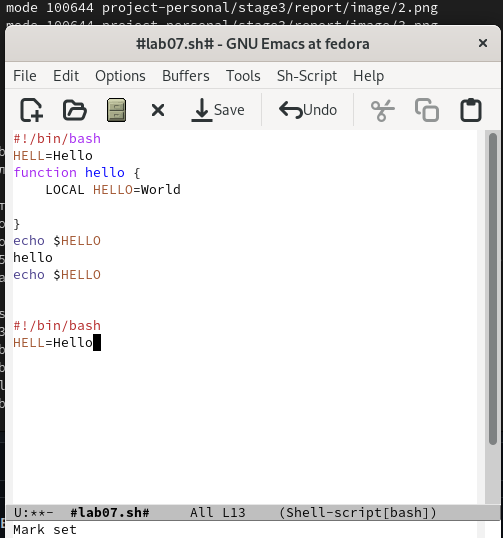 mode 100644 project-personal/stage3/report/image/2.png
mode 100644 project-personal/stage3/report/image/3.png
#lab07.sh# - GNU Emacs at fedora
File Edit Options Buffers Tools Sh-Script Help
Save Undo
#!/bin/bash
HELL=Hello
function hello {
    LOCAL HELLO=World
}
echo $HELLO
hello
echo $HELLO
#!/bin/bash
HELL=Hello
U:**- #lab07.sh# All L13 (Shell-script[bash])
Mark set